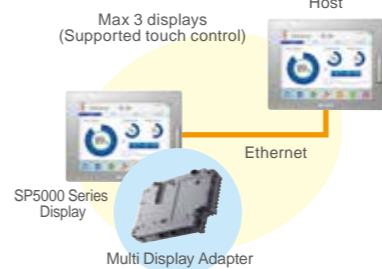 Host
Max 3 displays
(Supported touch control)
Ethernet
SP5000 Series
Display
Multi Display Adapter